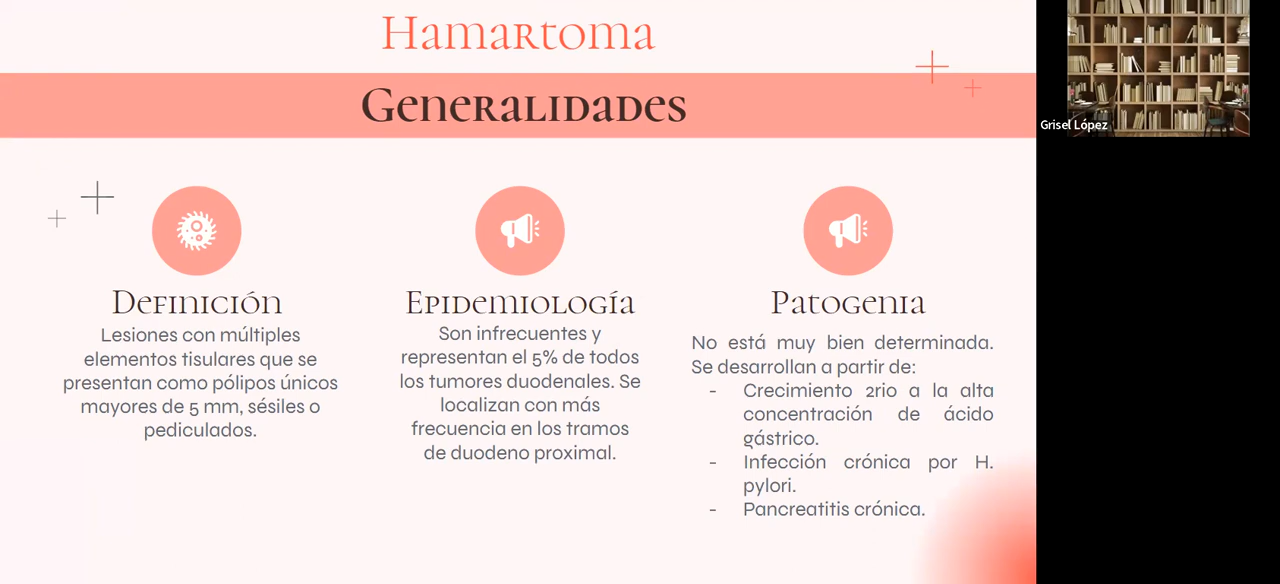 Hamartoma
Generalidades
Grisel López
Definición
Lesiones con múltiples
elementos tisulares que se
presentan como pólipos únicos
mayores de 5 mm, sésiles o
pediculados.
Epidemiología
Son infrecuentes y
representan el 5% de todos
los tumores duodenales. Se
localizan con más
frecuencia en los tramos
de duodeno proximal.
Patogenia
No está muy bien determinada.
Se desarrollan a partir de:
- Crecimiento 2rio a la alta
concentración de ácido
gástrico.
- Infección crónica por H.
pylori.
- Pancreatitis crónica.